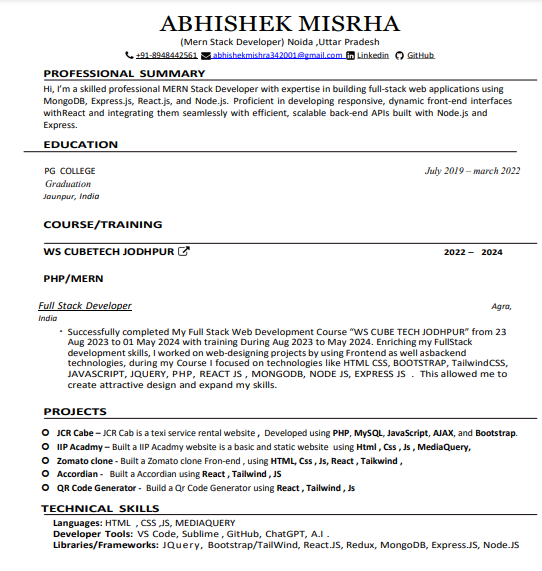 ABHISHEK MISRHA
(Mern Stack Developer) Noida ,Uttar Pradesh
+91-8948442561 abhishekmishra342001@gmail.com Linkedin GitHub
PROFESSIONAL SUMMARY
Hi, I'm a skilled professional MERN Stack Developer with expertise in building full-stack web applications using
MongoDB, Express.js, React.js, and Node.js. Proficient in developing responsive, dynamic front-end interfaces
withReact and integrating them seamlessly with efficient, scalable back-end APIs built with Node.js and
Express.
EDUCATION
PG COLLEGE July 2019 – march 2022
Graduation
Jaunpur, India
COURSE/TRAINING
WS CUBETECH JODHPUR 2022 – 2024
PHP/MERN
Full Stack Developer Agra,
India
• Successfully completed My Full Stack Web Development Course "WS CUBE TECH JODHPUR" from 23
Aug 2023 to 01 May 2024 with training During Aug 2023 to May 2024. Enriching my FullStack
development skills, I worked on web-designing projects by using Frontend as well asbackend
technologies, during my Course I focused on technologies like HTML CSS, BOOTSTRAP, TailwindCSS,
JAVASCRIPT, JQUERY, PHP, REACT JS , MONGODB, NODE JS, EXPRESS JS . This allowed me to
create attractive design and expand my skills.
PROJECTS
JCR Cabe – JCR Cab is a texi service rental website , Developed using PHP, MySQL, JavaScript, AJAX, and Bootstrap.
IIP Acadmy – Built a IIP Acadmy website is a basic and static website using Html , Css , Js , MediaQuery,
Zomato clone - Built a Zomato clone Fron-end , using HTML, Css , Js, React , Taikwind ,
Accordian - Built a Accordian using React , Tailwind , JS
QR Code Generator - Build a Qr Code Generator using React , Tailwind , Js
TECHNICAL SKILLS
Languages: HTML , CSS ,JS, MEDIAQUERY
Developer Tools: VS Code, Sublime , GitHub, ChatGPT, A.I .
Libraries/Frameworks: JQuery, Bootstrap/TailWind, React.JS, Redux, MongoDB, Express.JS, Node.JS